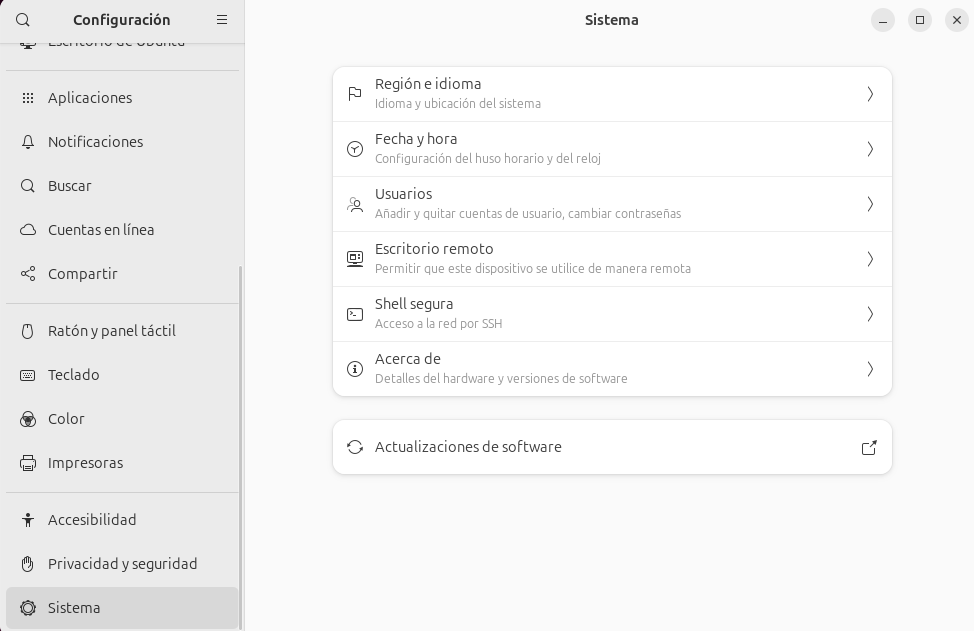 Configuración
Sistema
Escritorio de Ubuntu
Aplicaciones
Notificaciones
Buscar
Cuentas en línea
Compartir
Ratón y panel táctil
Teclado
Color
Impresoras
Accesibilidad
Privacidad y seguridad
Sistema
Región e idioma
Idioma y ubicación del sistema
Fecha y hora
Configuración del huso horario y del reloj
Usuarios
Añadir y quitar cuentas de usuario, cambiar contraseñas
Escritorio remoto
Permitir que este dispositivo se utilice de manera remota
Shell segura
Acceso a la red por SSH
Acerca de
Detalles del hardware y versiones de software
Actualizaciones de software